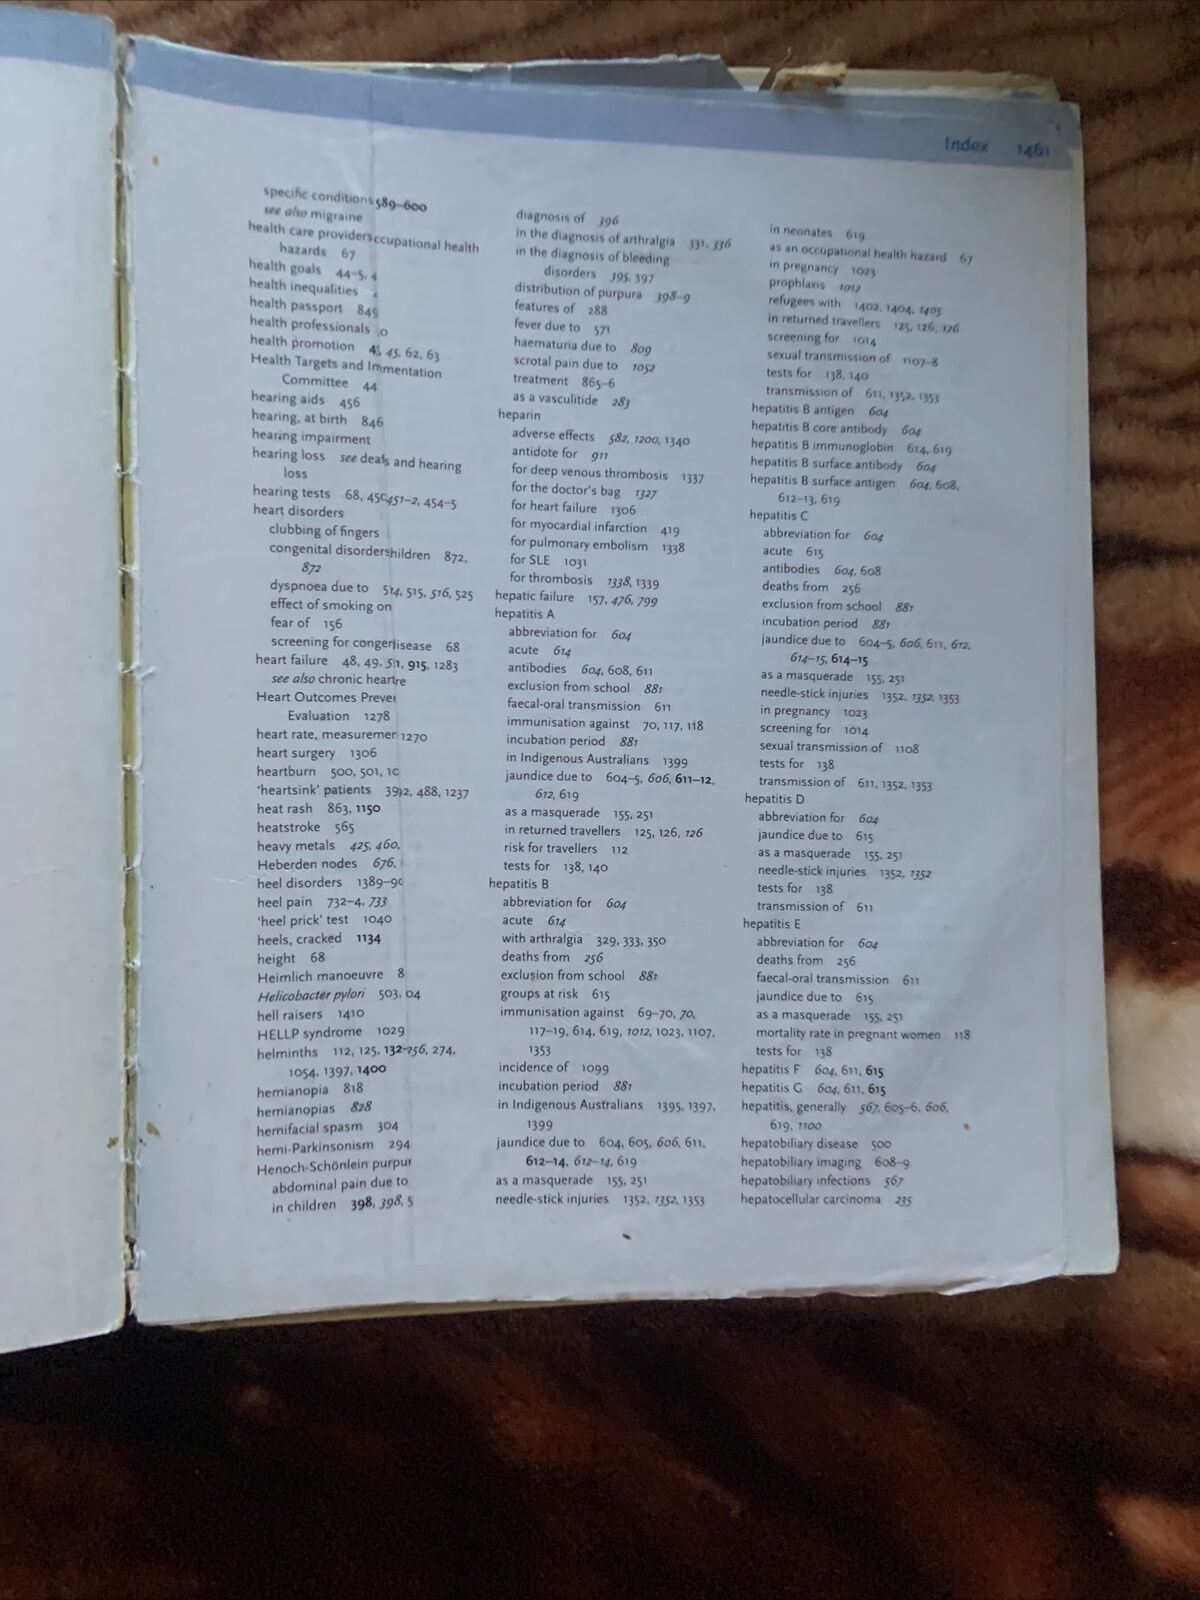 Index 1461
specific conditions 589–600
see also migraine
health care providers ccupational health
hazards 67
health goals 44–5,
health inequalities
health passport 845
health professionals
health promotion 45, 62, 63
Health Targets and Im mentation
Committee 44
hearing aids 456
hearing, at birth 846
hearing impairment
hearing loss see deaf s and hearing
loss
hearing tests 68, 450 451–2, 454–5
heart disorders
clubbing of fingers
congenital disorders hildren 872,
872
dyspnoea due to 514, 515, 516, 525
effect of smoking on
fear of 156
screening for congen isease 68
heart failure 48, 49, 915, 1283
see also chronic heart re
Heart Outcomes Preve
Evaluation 1278
heart rate, measuremen 1270
heart surgery 1306
heartburn 500, 501,
'heartsink' patients 488, 1237
heat rash 863, 1150
heatstroke 565
heavy metals 425, 460,
Heberden nodes 676,
heel disorders 1389–90
heel pain 732–4, 733
'heel prick' test 1040
heels, cracked 1134
height 68
Heimlich manoeuvre 8
Helicobacter pylori 503, 04
hell raisers 1410
HELLP syndrome 1029
helminths 112, 125, 274,
1054, 1397, 1400
hemianopia 818
hemianopias 828
hemifacial spasm 304
hemi-Parkinsonism 294
Henoch-Schönlein purpur
abdominal pain due to
in children 398, 398, 5
diagnosis of 396
in the diagnosis of arthralgia 331, 336
in the diagnosis of bleeding
disorders 395, 397
distribution of purpura 398–9
features of 288
fever due to 571
haematuria due to 809
scrotal pain due to 1052
treatment 865–6
as a vasculitide 283
heparin
adverse effects 582, 1200, 1340
antidote for 911
for deep venous thrombosis 1337
for the doctor's bag 1327
for heart failure 1306
for myocardial infarction 419
for pulmonary embolism 1338
for SLE 1031
for thrombosis 1338, 1339
hepatic failure 157, 476, 799
hepatitis A
abbreviation for 604
acute 614
antibodies 604, 608, 611
exclusion from school 881
faecal-oral transmission 611
immunisation against 70, 117, 118
incubation period 881
in Indigenous Australians 1399
jaundice due to 604–5, 606, 611–12,
612, 619
as a masquerade 155, 251
in returned travellers 125, 126, 126
risk for travellers 112
tests for 138, 140
hepatitis B
abbreviation for 604
acute 614
with arthralgia 329, 333, 350
deaths from 256
exclusion from school 881
groups at risk 615
immunisation against 69–70, 70,
117–19, 614, 619, 1012, 1023, 1107,
1353
incidence of 1099
incubation period 881
in Indigenous Australians 1395, 1397,
1399
jaundice due to 604, 605, 606, 611,
612–14, 612–14, 619
as a masquerade 155, 251
needle-stick injuries 1352, 1352, 1353
in neonates 619
as an occupational health hazard 67
in pregnancy 1023
prophlaxis 1012
refugees with 1402, 1404, 1405
in returned travellers 125, 126, 126
screening for 1014
sexual transmission of 1107–8
tests for 138, 140
transmission of 611, 1352, 1353
hepatitis B antigen 604
hepatitis B core antibody 604
hepatitis B immunoglobin 614, 619
hepatitis B surface antibody 604
hepatitis B surface antigen 604, 608,
612–13, 619
hepatitis C
abbreviation for 604
acute 615
antibodies 604, 608
deaths from 256
exclusion from school 881
incubation period 881
jaundice due to 604–5, 606, 611, 612,
614–15, 614–15
as a masquerade 155, 251
needle-stick injuries 1352, 1352, 1353
in pregnancy 1023
screening for 1014
sexual transmission of 1108
tests for 138
transmission of 611, 1352, 1353
hepatitis D
abbreviation for 604
jaundice due to 615
as a masquerade 155, 251
needle-stick injuries 1352, 1352
tests for 138
transmission of 611
hepatitis E
abbreviation for 604
deaths from 256
faecal-oral transmission 611
jaundice due to 615
as a masquerade 155, 251
mortality rate in pregnant women 118
tests for 138
hepatitis F 604, 611, 615
hepatitis G 604, 611, 615
hepatitis, generally 567, 605–6, 606,
619, 1100
hepatobiliary disease 500
hepatobiliary imaging 608–9
hepatobiliary infections 567
hepatocellular carcinoma 235